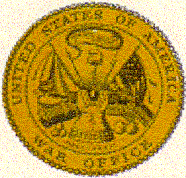 UNITED STATES OF AMERICA
WAR OFFICE